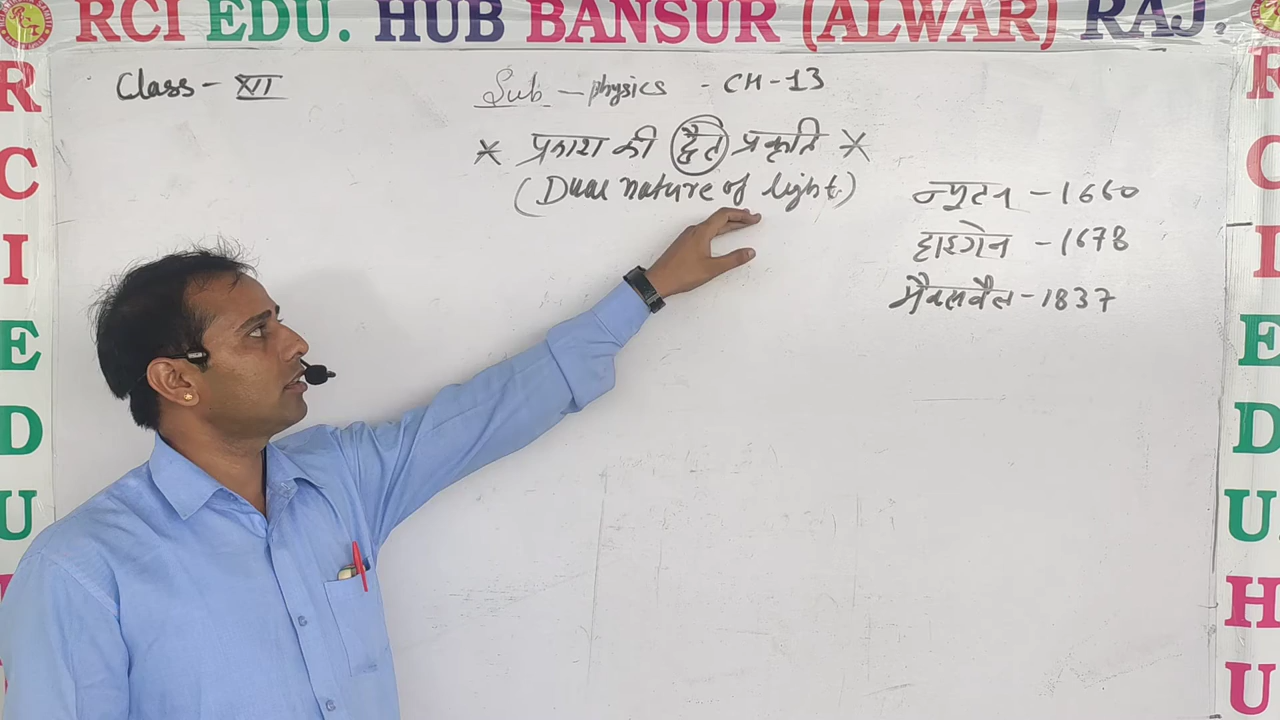 RCI EDU. HUB BANSUR (ALWAR) RAJ.
Class - XII
Sub - physics - CH-13
* प्रकाश की द्वैत प्रकृति *
(Dual nature of light)
न्यूटन - 1660
हाइगेन - 1678
मैक्सवैल - 1837
R
C
I
E
D
U
R
C
I
E
D
U.
H
U